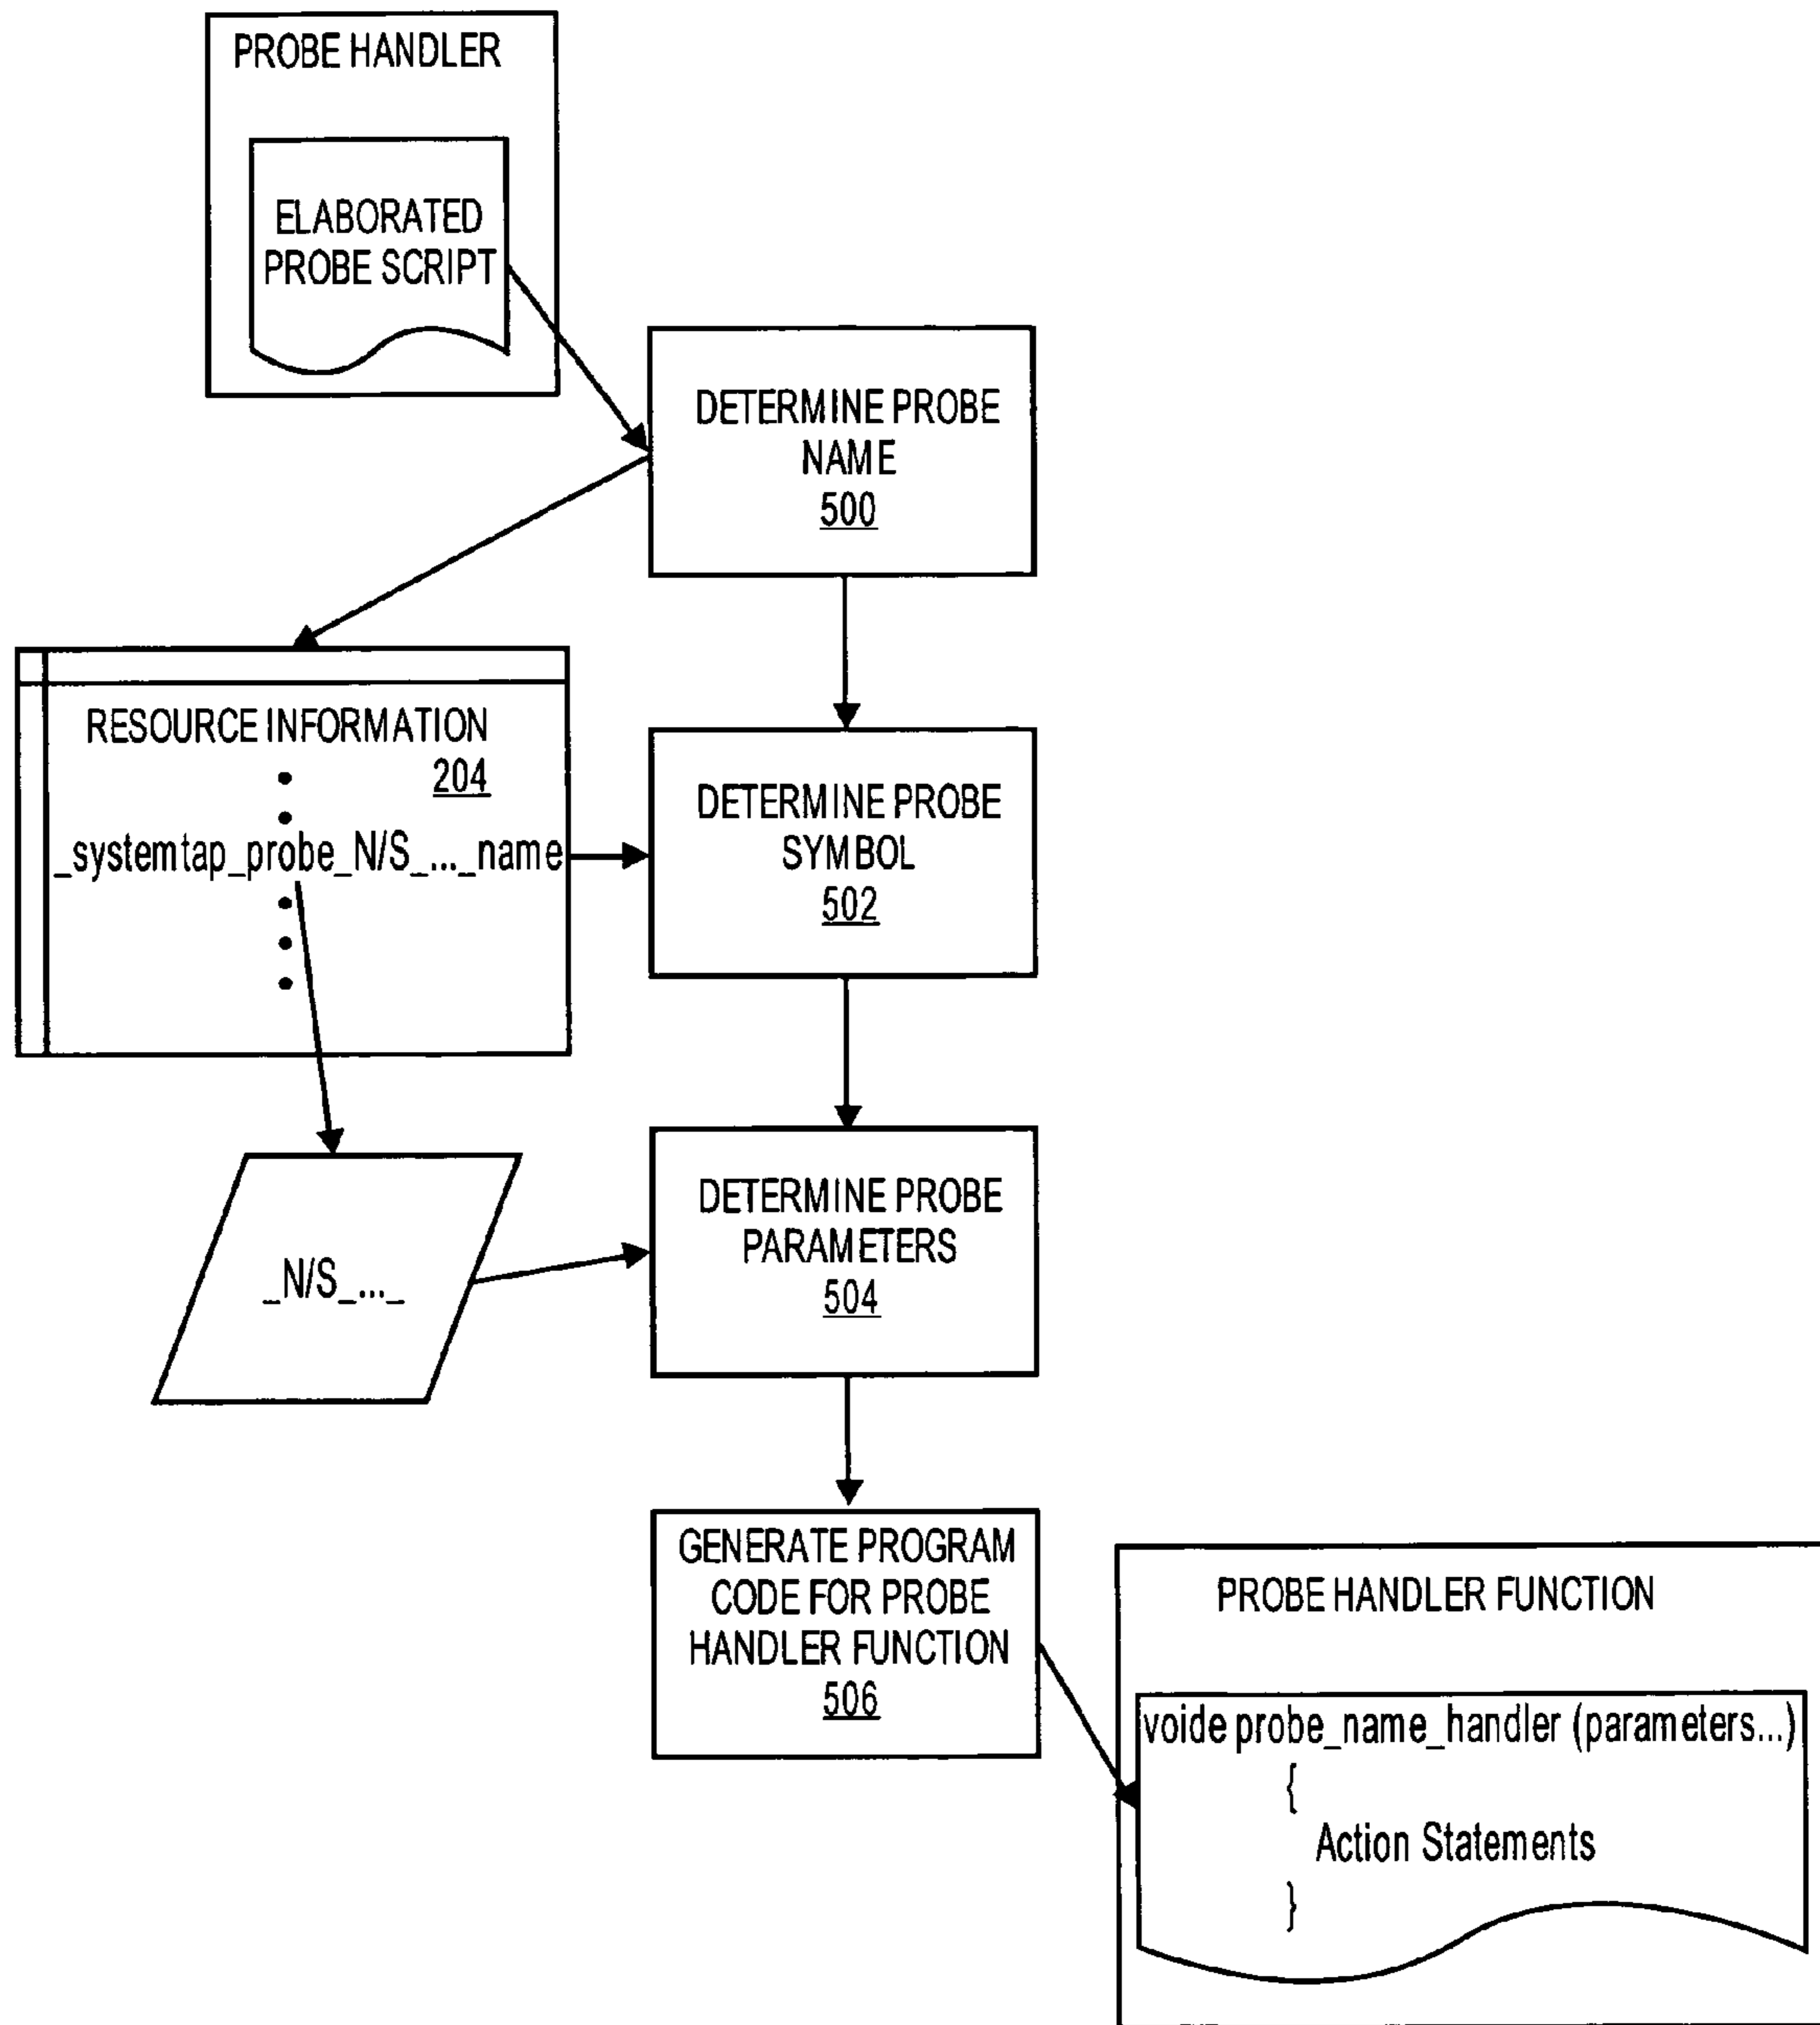 PROBE HANDLER
ELABORATED
PROBE SCRIPT
DETERMINE PROBE
NAME
500
RESOURCE INFORMATION
204
_systemtap_probe_N/S_..._name
DETERMINE PROBE
SYMBOL
502
_N/S_..._
DETERMINE PROBE
PARAMETERS
504
GENERATE PROGRAM
CODE FOR PROBE
HANDLER FUNCTION
506
PROBE HANDLER FUNCTION
voide probe_name_handler (parameters...)
{
Action Statements
}